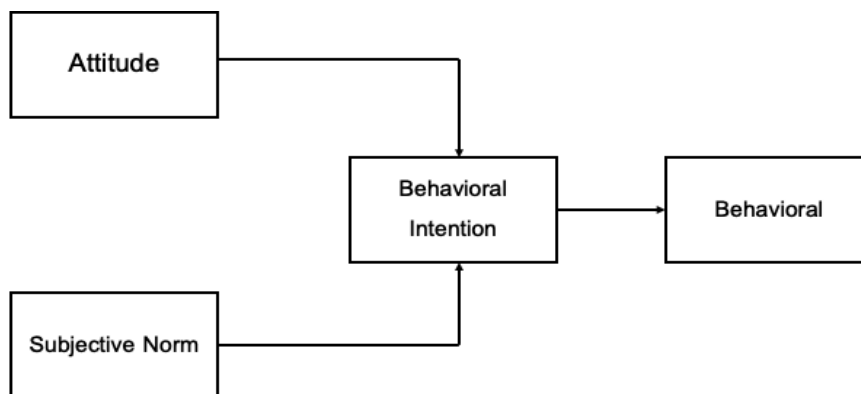 Attitude
Behavioral
Intention
Behavioral
Subjective Norm